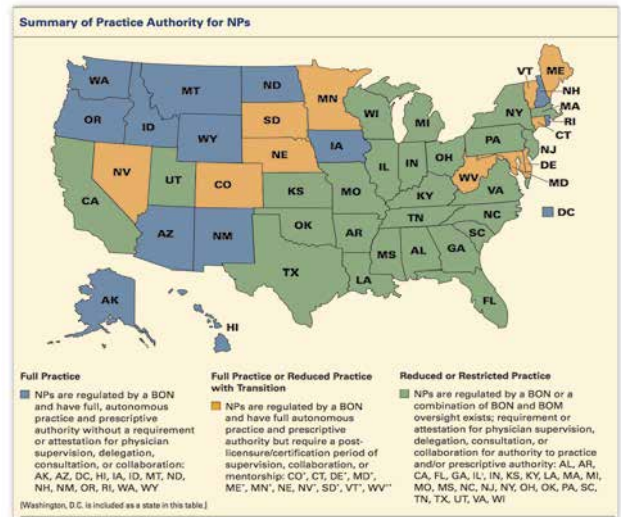 Summary of Practice Authority for NPs
WA
MT
ND
MN
VT
ME
NH
MA
RI
CT
NJ
DE
MD
DC
OR
ID
WY
SD
WI
MI
NY
NV
UT
CO
NE
IA
IL
IN
OH
PA
WV
VA
CA
KS
MO
KY
NC
AZ
NM
OK
AR
TN
SC
TX
LA
MS
AL
GA
FL
AK
HI
Full Practice
NPs are regulated by a BON
and have full, autonomous
practice and prescriptive
authority without a requirement
or attestation for physician
supervision, delegation,
consultation, or collaboration:
AK, AZ, DC, HI, IA, ID, MT, ND,
NH, NM, OR, RI, WA, WY
Full Practice or Reduced Practice
with Transition
NPs are regulated by a BON
and have full autonomous
practice and prescriptive
authority but require a post-
licensure/certification period of
supervision, collaboration, or
mentorship: CO*, CT, DE*, MD*,
ME*, MN*, NE, NV*, SD*, VT*, WV**
Reduced or Restricted Practice
NPs are regulated by a BON or a
combination of BON and BOM
oversight exists; requirement or
attestation for physician supervision,
delegation, consultation, or
collaboration for authority to practice
and/or prescriptive authority: AL, AR,
CA, FL, GA, IL*, IN, KS, KY, LA, MA, MI,
MO, MS, NC, NJ, NY, OH, OK, PA, SC,
TN, TX, UT, VA, WI
[Washington, D.C. is included as a state in this table.]